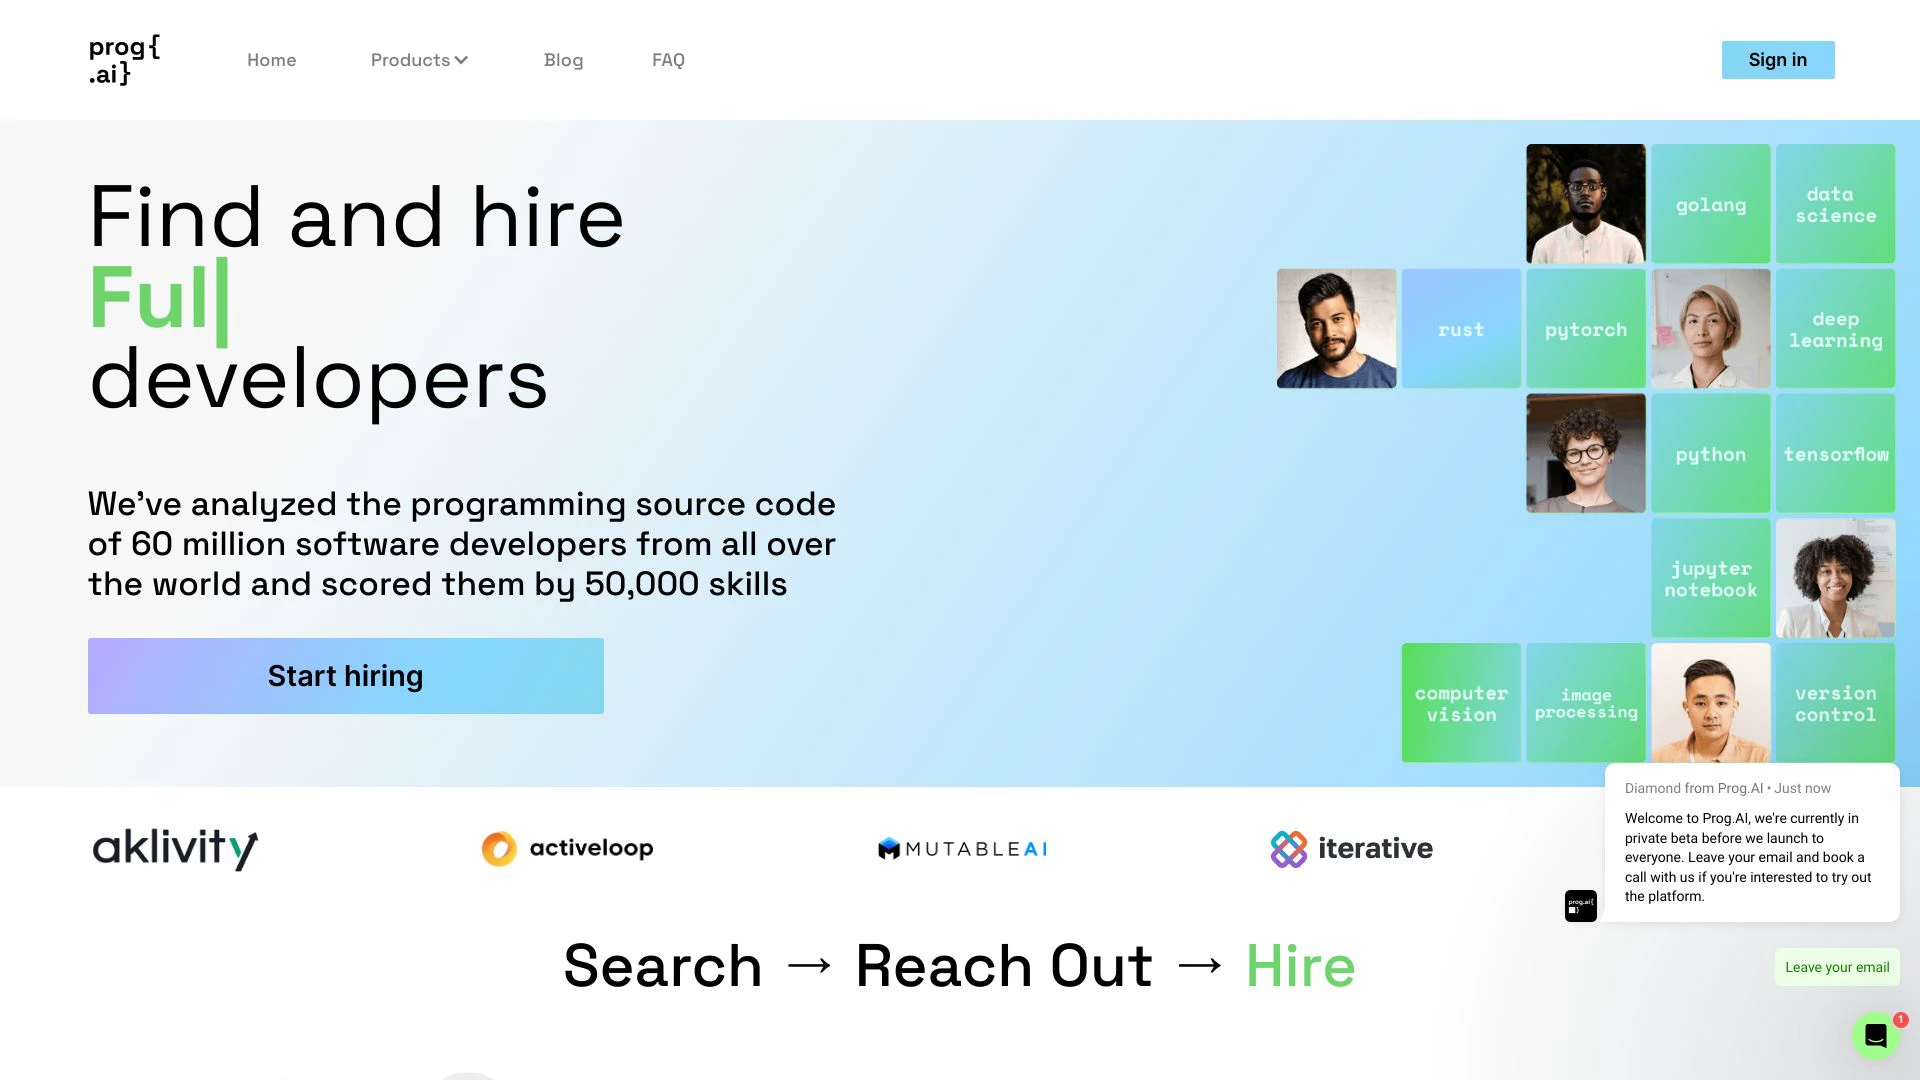 prog{
.ai}
Home
Products
Blog
FAQ
Sign in
Find and hire
Ful|
developers
We've analyzed the programming source code
of 60 million software developers from all over
the world and scored them by 50,000 skills
Start hiring
golang
data
science
rust
pytorch
deep
learning
python
tensorflow
jupyter
notebook
computer
vision
image
processing
version
control
aklivity
activeloop
MUTABLEAI
iterative
Diamond from Prog.AI • Just now
Welcome to Prog.AI, we're currently in
private beta before we launch to
everyone. Leave your email and book a
call with us if you're interested to try out
the platform.
prog.ai{
}
Leave your email
Search → Reach Out → Hire
1